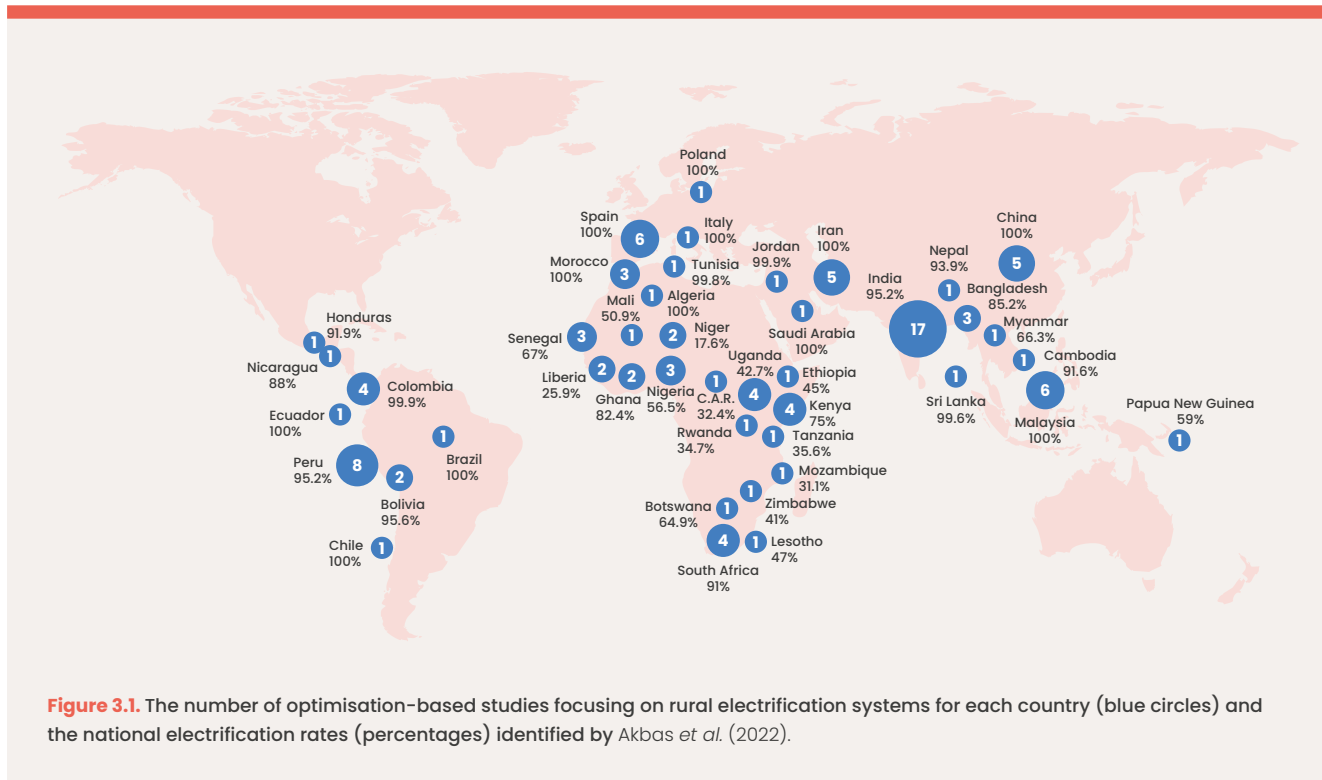 Poland
100%
1
Spain
100%
6
Italy
100%
1
Morocco
100%
3
Tunisia
99.8%
1
Algeria
100%
1
Jordan
99.9%
1
Iran
100%
5
Saudi Arabia
100%
1
China
100%
5
Nepal
93.9%
1
India
95.2%
17
Bangladesh
85.2%
3
Myanmar
66.3%
1
Cambodia
91.6%
1
Sri Lanka
99.6%
1
Malaysia
100%
6
Papua New Guinea
59%
1
Honduras
91.9%
1
Nicaragua
88%
1
Colombia
99.9%
4
Ecuador
100%
1
Peru
95.2%
8
Brazil
100%
1
Bolivia
95.6%
2
Chile
100%
1
Mali
50.9%
1
Niger
17.6%
2
Senegal
67%
3
Liberia
25.9%
2
Ghana
82.4%
2
Nigeria
56.5%
3
C.A.R.
32.4%
1
Uganda
42.7%
4
Ethiopia
45%
1
Kenya
75%
4
Rwanda
34.7%
1
Tanzania
35.6%
1
Mozambique
31.1%
1
Zimbabwe
41%
1
Botswana
64.9%
1
South Africa
91%
4
Lesotho
47%
1
Figure 3.1. The number of optimisation-based studies focusing on rural electrification systems for each country (blue circles) and
the national electrification rates (percentages) identified by Akbas et al. (2022).